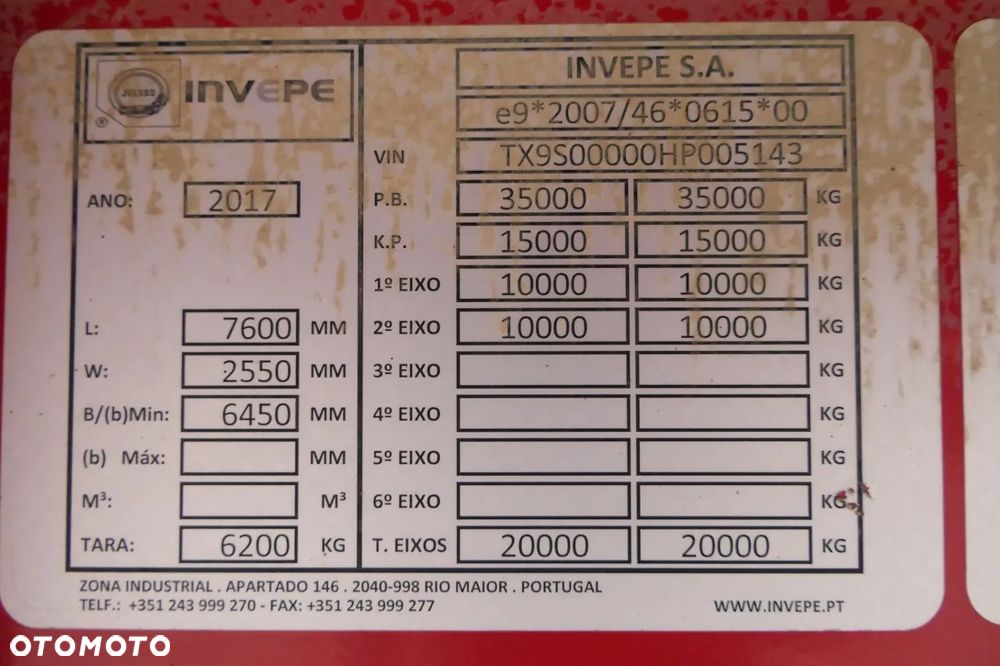 JULUSO
INVEPE
®
INVEPE S.A.
e9*2007/46*0615*00
VIN TX9S00000HP005143
ANO: 2017
P.B. 35000 35000 KG
K.P. 15000 15000 KG
1º EIXO 10000 10000 KG
L: 7600 MM 2º EIXO 10000 10000 KG
W: 2550 MM 3º EIXO KG
B/(b)Min: 6450 MM 4º EIXO KG
(b) Máx: MM 5º EIXO KG
M³: M³ 6º EIXO KG
TARA: 6200 KG T. EIXOS 20000 20000 KG
ZONA INDUSTRIAL . APARTADO 146 . 2040-998 RIO MAIOR . PORTUGAL
TELF.: +351 243 999 270 - FAX: +351 243 999 277 WWW.INVEPE.PT
OTOMOTO